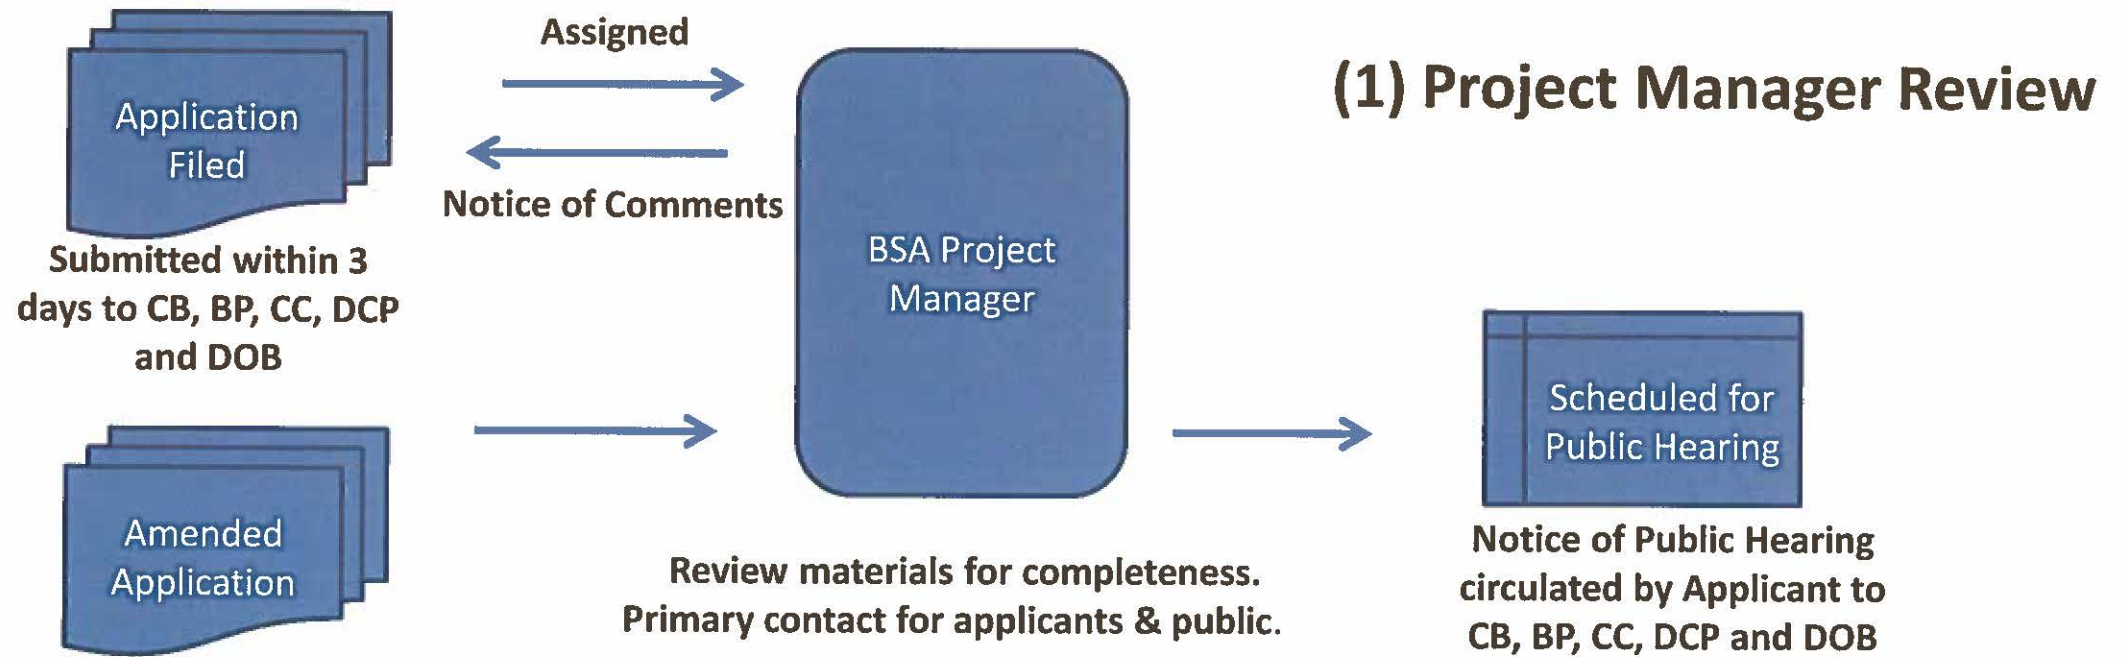 (1) Project Manager Review
Assigned
Application
Filed
Notice of Comments
Submitted within 3
days to CB, BP, CC, DCP
and DOB
BSA Project
Manager
Amended
Application
Review materials for completeness.
Primary contact for applicants & public.
Scheduled for
Public Hearing
Notice of Public Hearing
circulated by Applicant to
CB, BP, CC, DCP and DOB